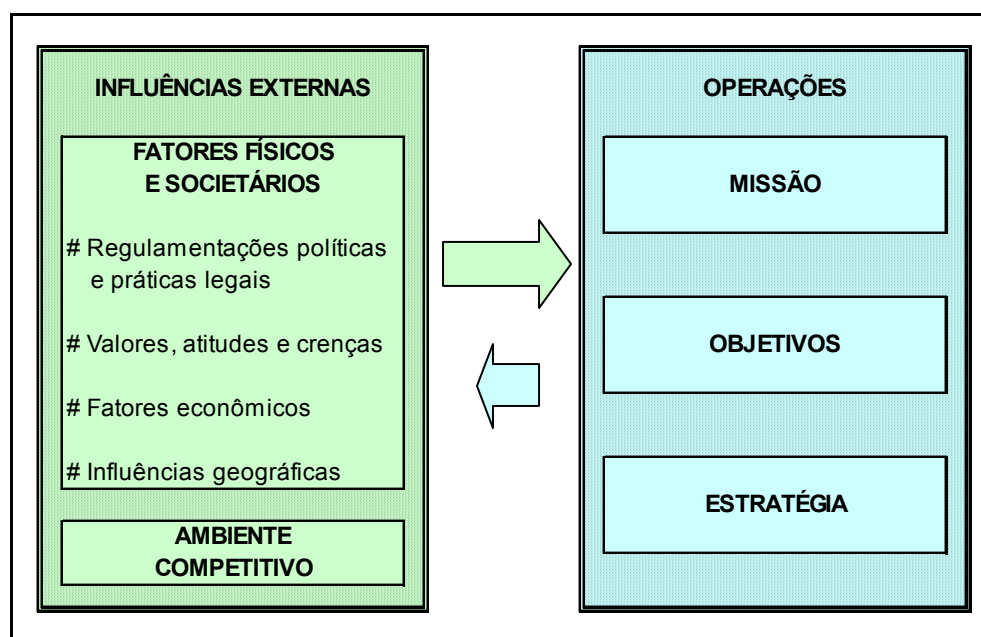 INFLUÊNCIAS EXTERNAS
FATORES FÍSICOS
E SOCIETÁRIOS
# Regulamentações políticas
e práticas legais
# Valores, atitudes e crenças
# Fatores econômicos
# Influências geográficas
AMBIENTE
COMPETITIVO
OPERAÇÕES
MISSÃO
OBJETIVOS
ESTRATÉGIA